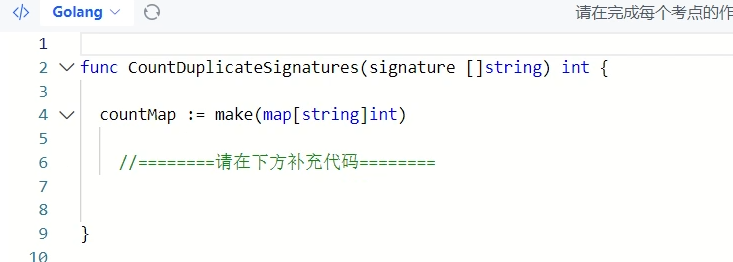 </> Golang 请在完成每个考点的作
1
2 func CountDuplicateSignatures(signature []string) int {
3
4 countMap := make(map[string]int)
5
6 //========请在下方补充代码========
7
8
9 }
10